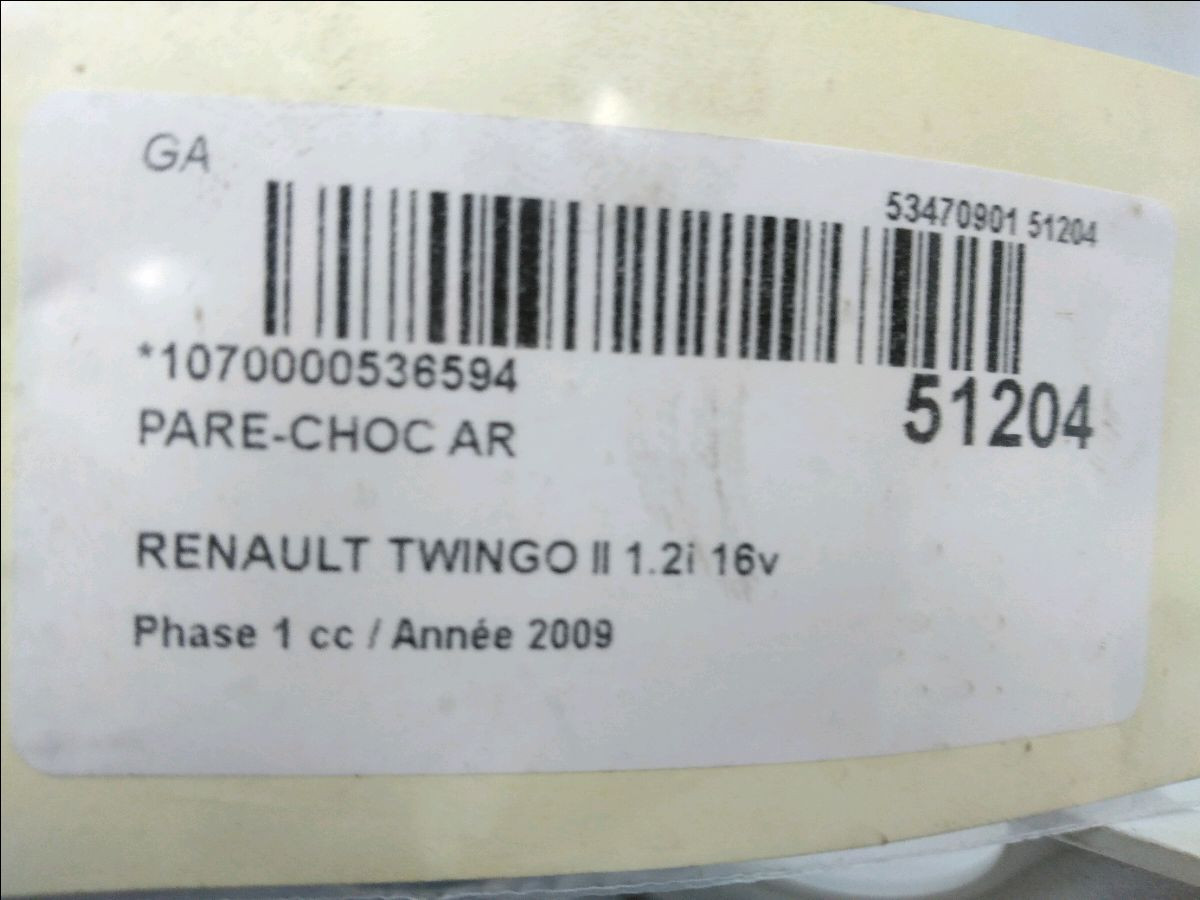 GA
53470901 51204
*1070000536594
51204
PARE-CHOC AR
RENAULT TWINGO II 1.2i 16v
Phase 1 cc / Année 2009